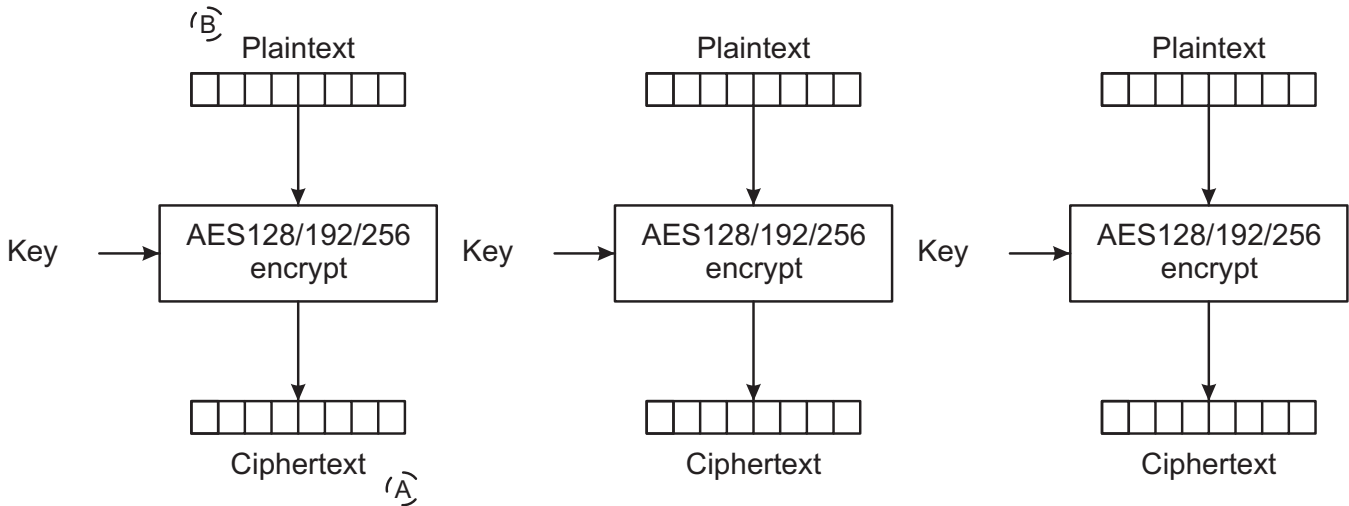 B
Plaintext Plaintext Plaintext
Key AES128/192/256 encrypt Key AES128/192/256 encrypt Key AES128/192/256 encrypt
Ciphertext Ciphertext Ciphertext
A